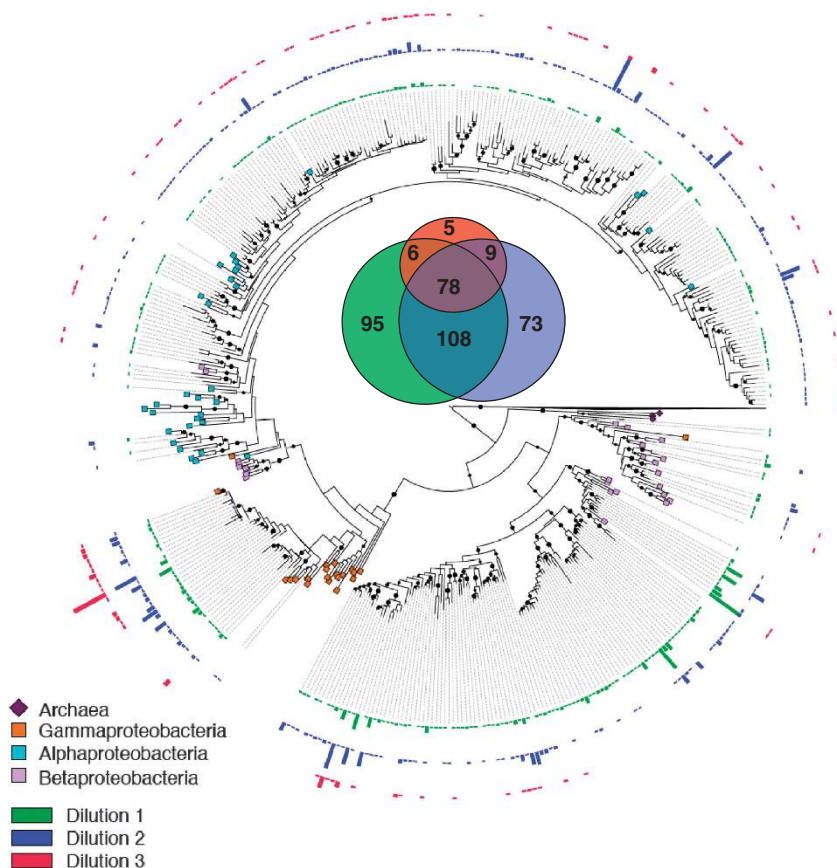 5
6 9
78
95 108 73
Archaea
Gammaproteobacteria
Alphaproteobacteria
Betaproteobacteria
Dilution 1
Dilution 2
Dilution 3